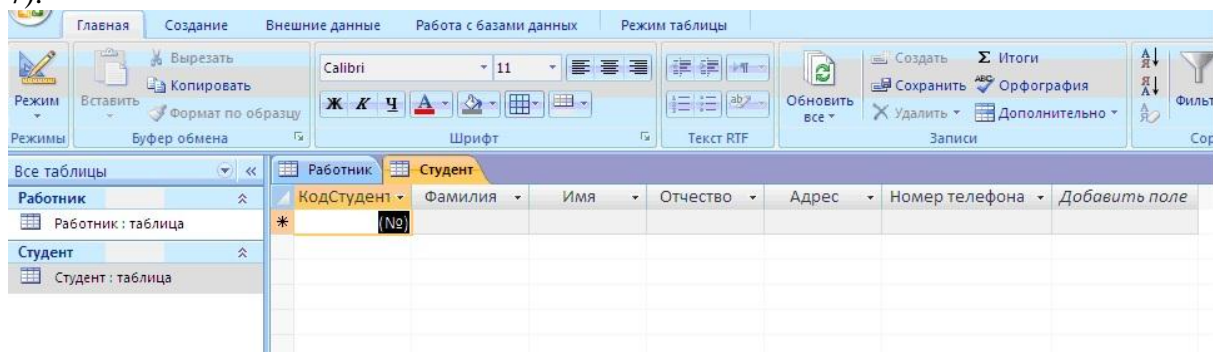 7).
Главная Создание Внешние данные Работа с базами данных Режим таблицы
Режим
Вставить
Вырезать
Копировать
Формат по образцу
Calibri 11
Ж К Ч А
Обновить все
Создать Σ Итоги
Сохранить Орфография
Удалить Дополнительно
Фильт
Режимы Буфер обмена Шрифт Текст RTF Записи Сор
Все таблицы « Работник Студент
Работник КодСтудент Фамилия Имя Отчество Адрес Номер телефона Добавить поле
Работник : таблица * (№)
Студент
Студент : таблица